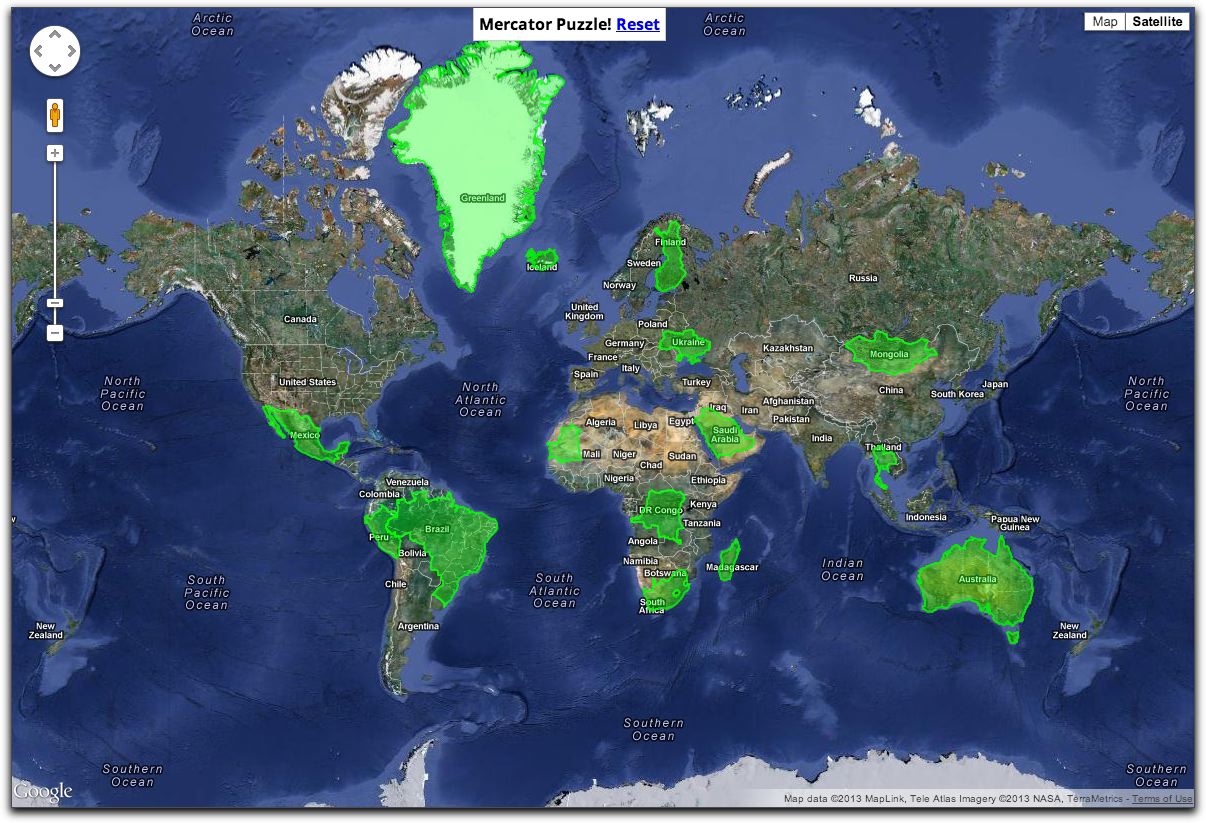 Arctic
Ocean
Mercator Puzzle! Reset
Arctic
Ocean
Map
Satellite
Greenland
Iceland
Finland
Sweden
Norway
Russia
United
Kingdom
Canada
Poland
Ukraine
Germany
Kazakhstan
Mongolia
France
Italy
Spain
Turkey
United States
China
Japan
South Korea
North
Pacific
Ocean
North
Atlantic
Ocean
North
Pacific
Ocean
Iraq
Iran
Afghanistan
Pakistan
Algeria
Libya
Egypt
Saudi
Arabia
India
Mexico
Mali
Niger
Chad
Sudan
Thailand
Nigeria
Ethiopia
Venezuela
Colombia
DR Congo
Kenya
Tanzania
Indonesia
Papua New
Guinea
Brazil
Peru
Bolivia
Angola
Namibia
Botswana
Madagascar
Indian
Ocean
Australia
South
Pacific
Ocean
Chile
South
Atlantic
Ocean
South
Africa
Argentina
New
Zealand
New
Zealand
Southern
Ocean
Southern
Ocean
Southern
Ocean
Google
Map data ©2013 MapLink, Tele Atlas Imagery ©2013 NASA, TerraMetrics - Terms of Use